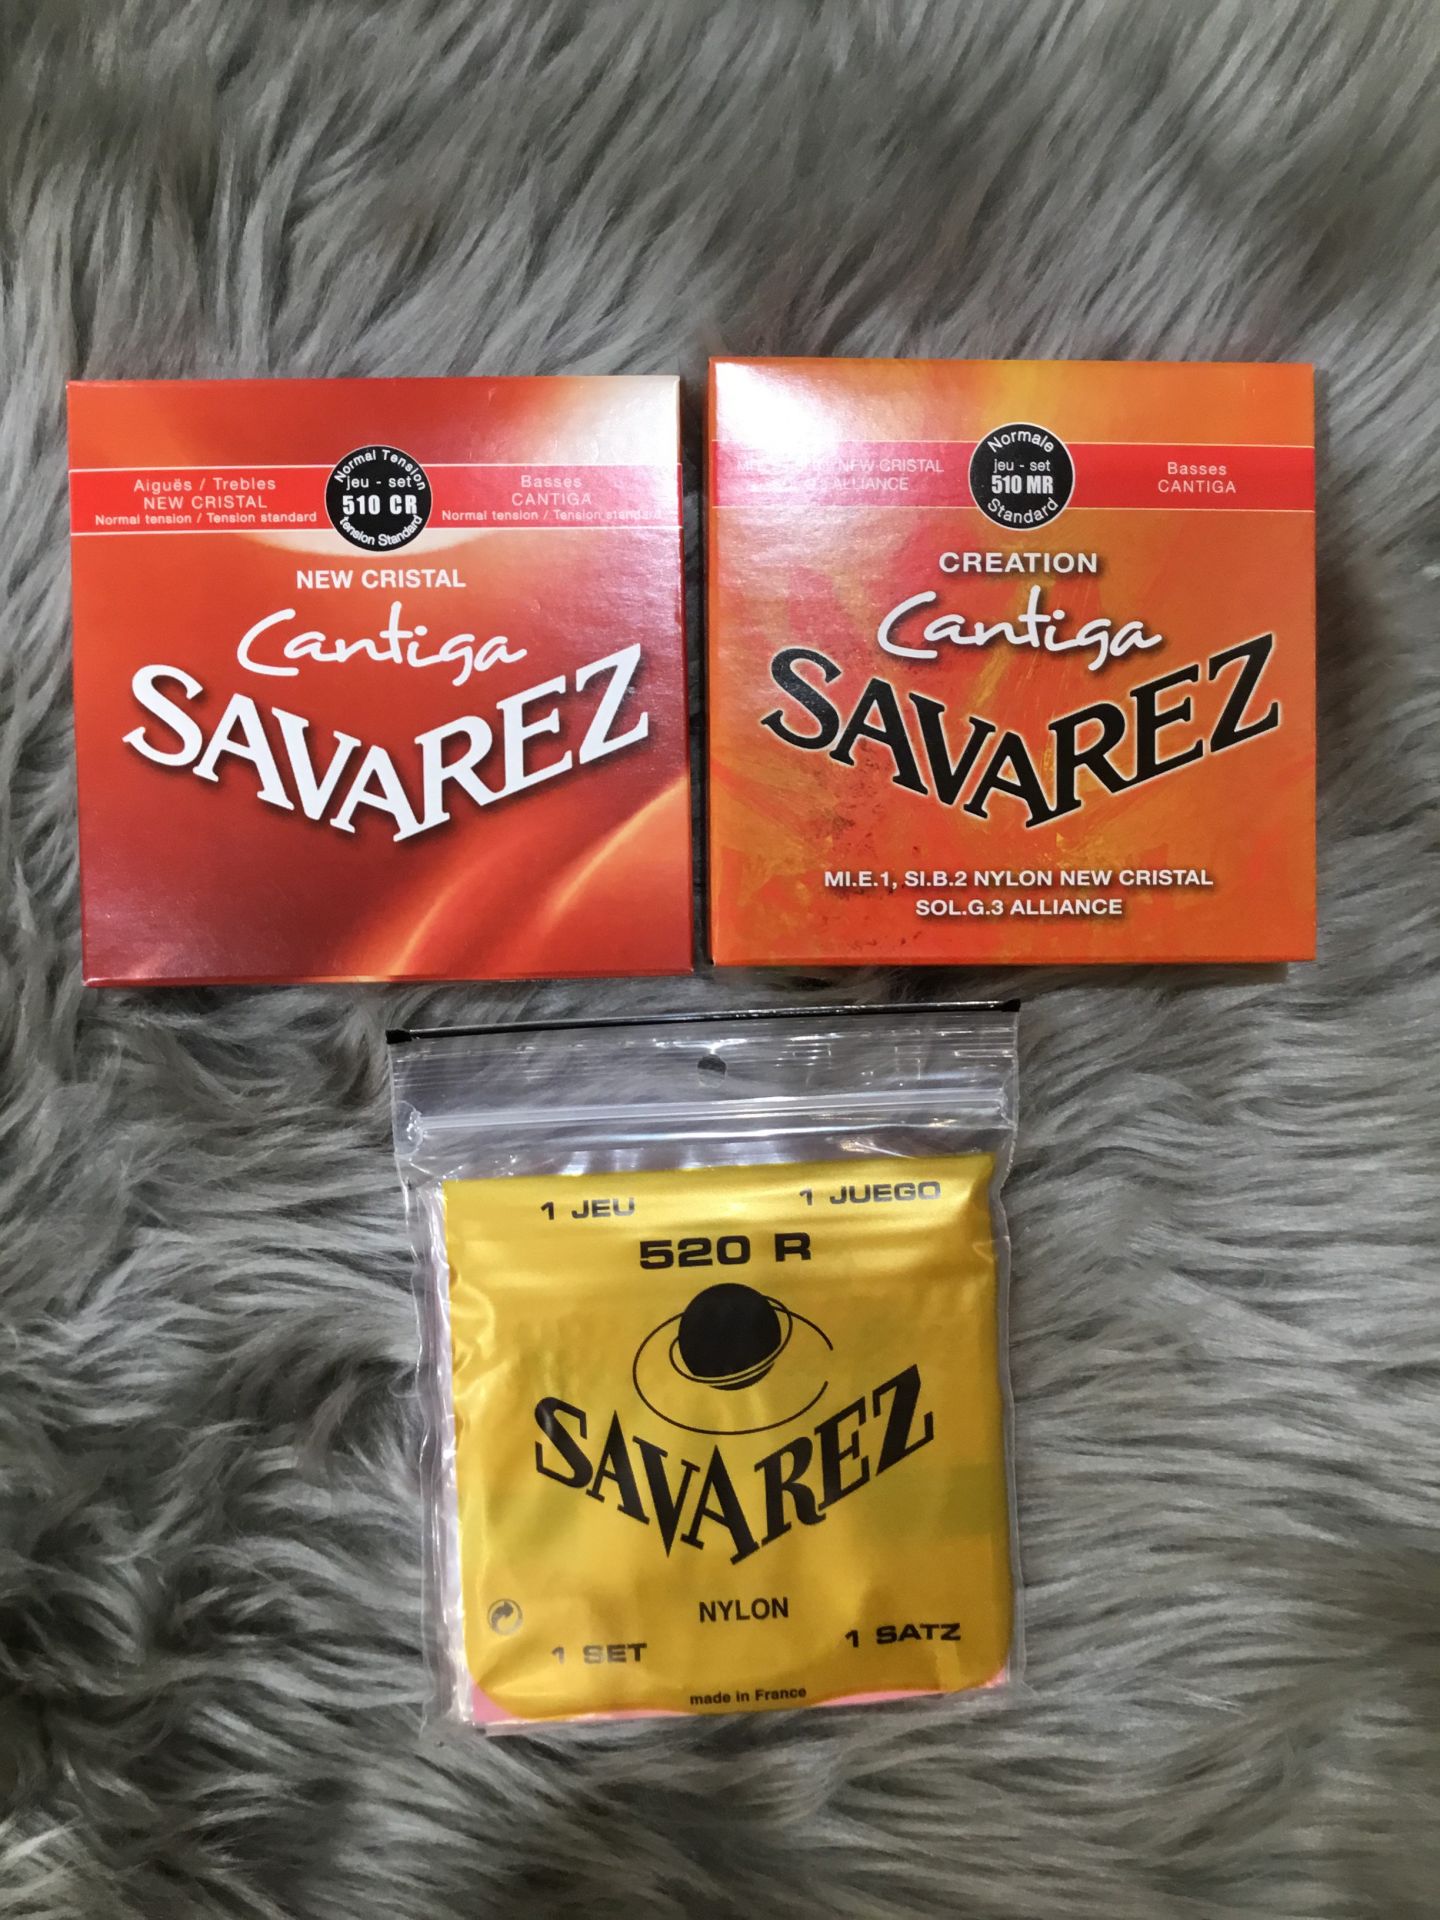 Aiguës / Trebles
NEW CRISTAL
Normal tension / Tension standard
Normal Tension
jeu - set
510 CR
tension Standard
Basses
CANTIGA
Normal tension / Tension standard
NEW CRISTAL
Cantiga
SAVAREZ
NEW CRISTAL
ALLIANCE
Normale
jeu - set
510 MR
Standard
Basses
CANTIGA
CREATION
Cantiga
SAVAREZ
MI.E.1, SI.B.2 NYLON NEW CRISTAL
SOL.G.3 ALLIANCE
1 JEU
1 JUEGO
520 R
SAVAREZ
NYLON
1 SET
1 SATZ
made in France